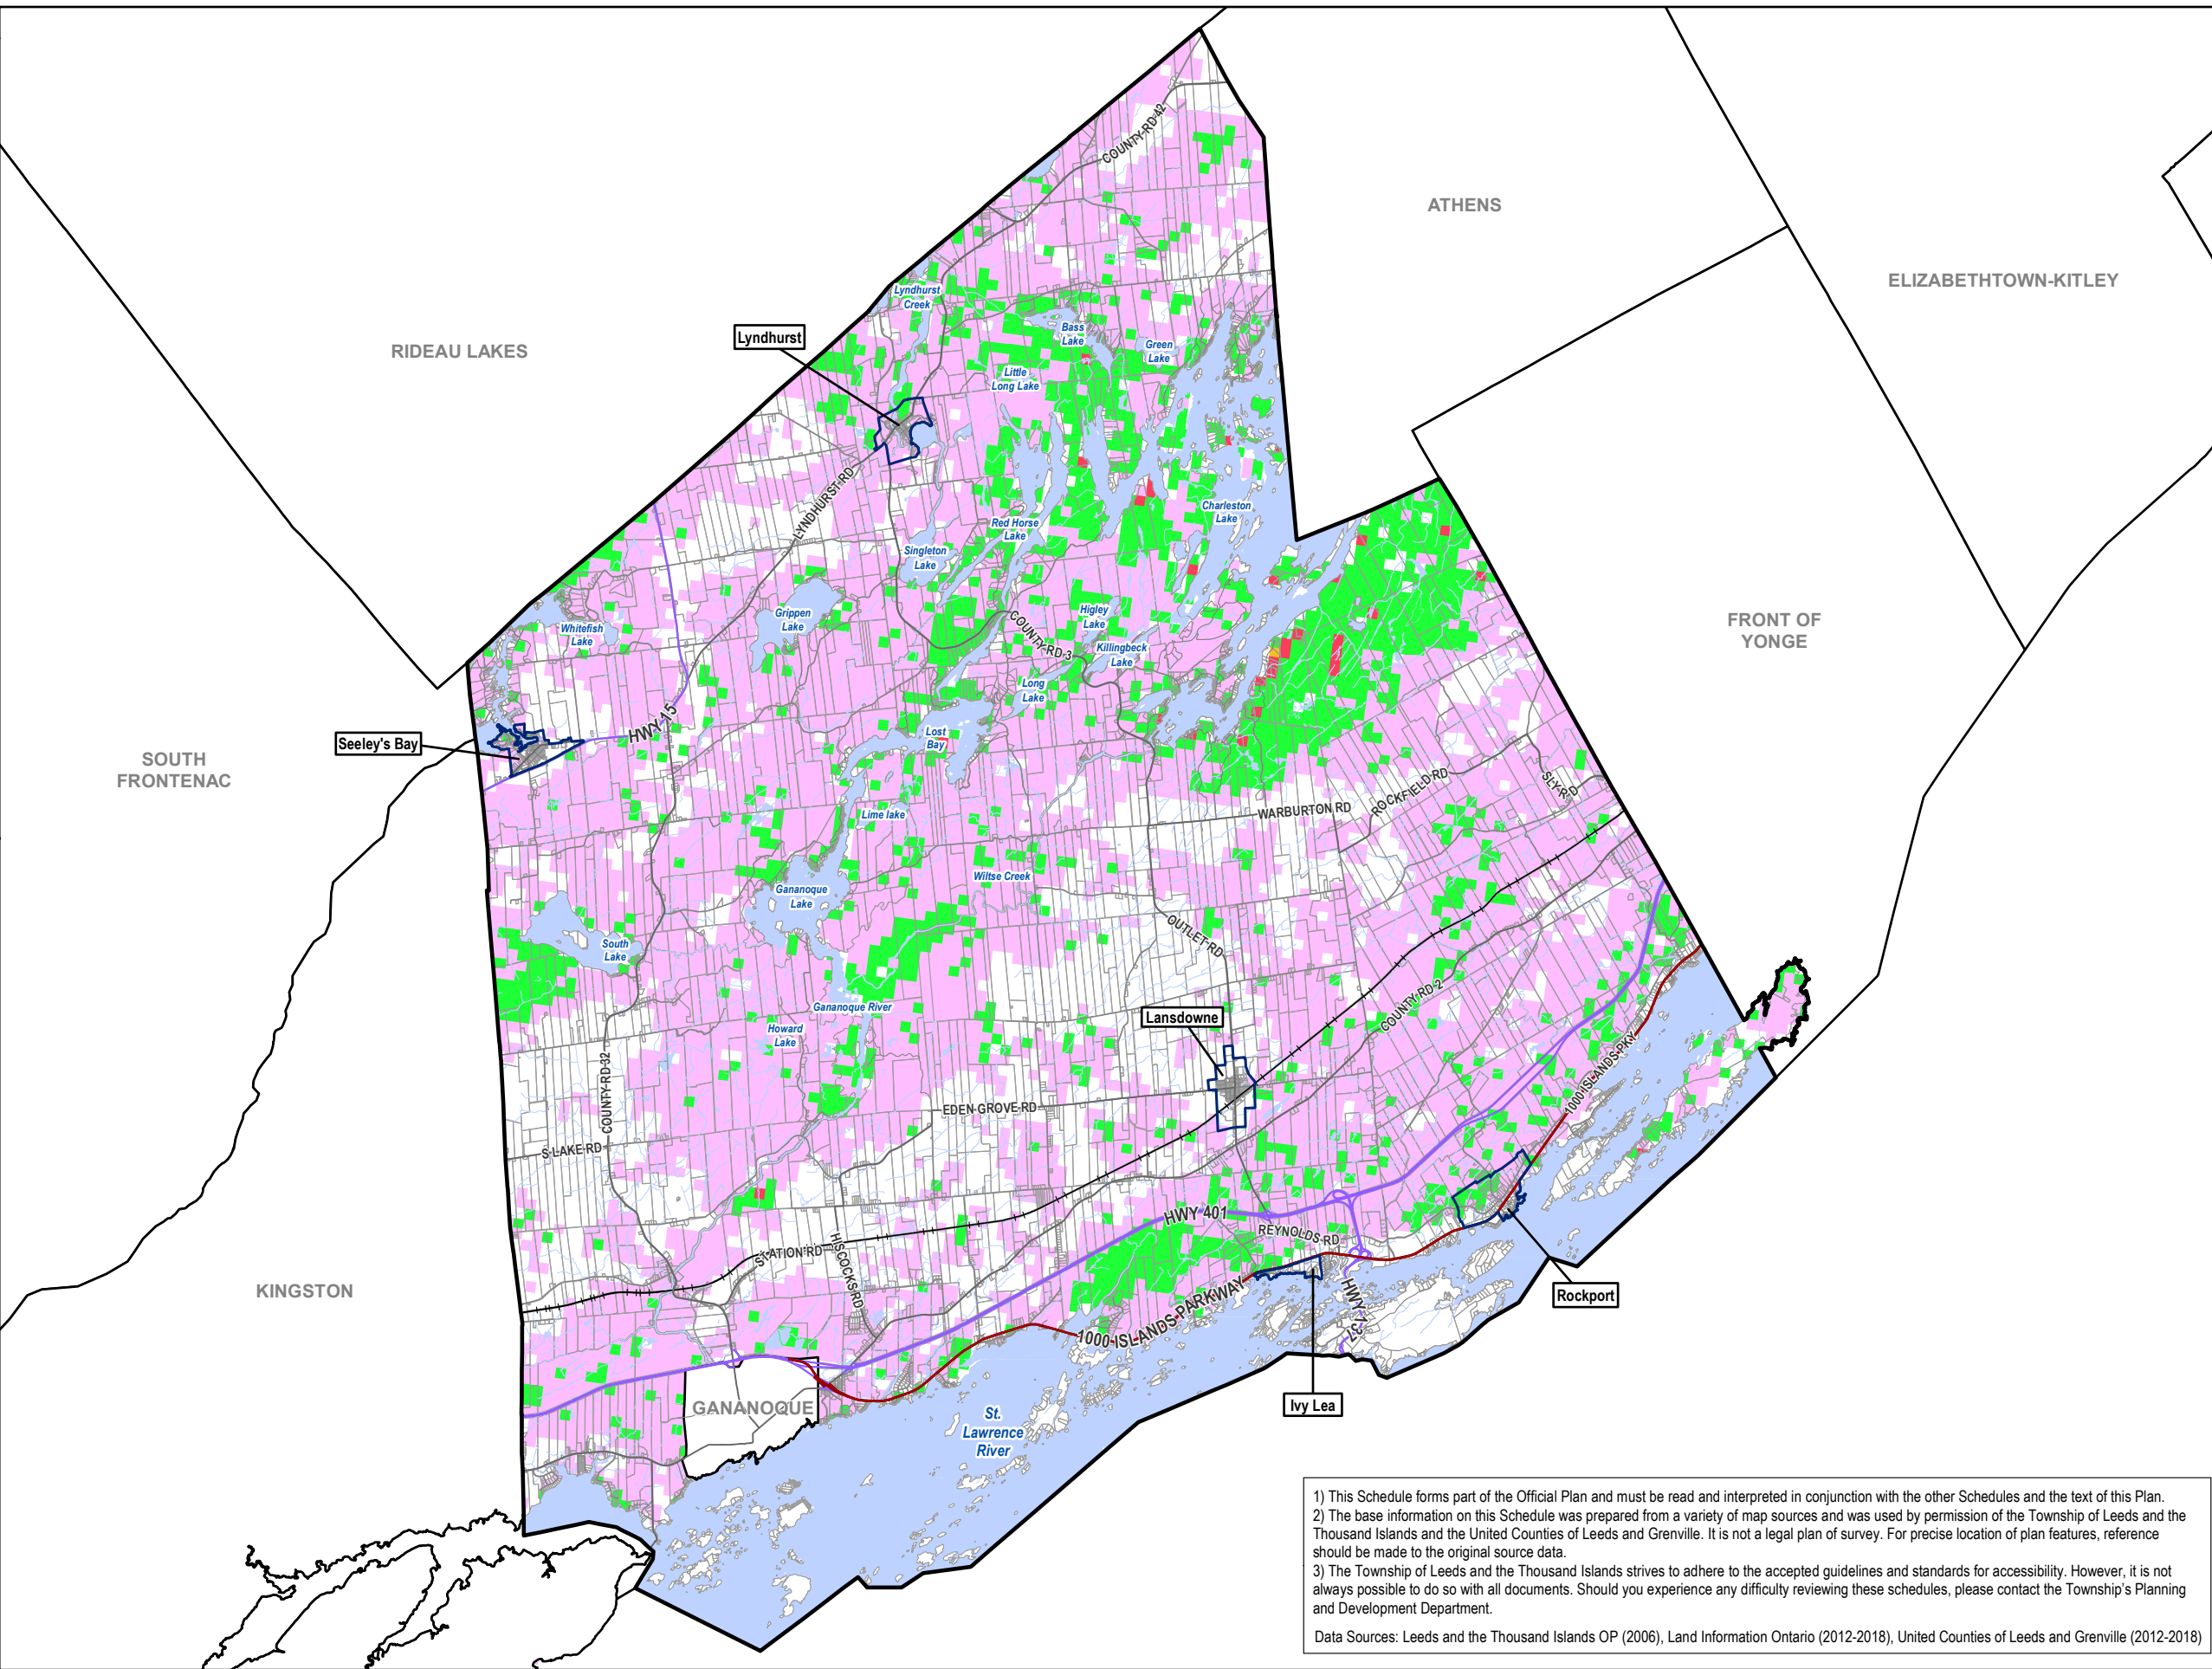 COUNTY RD 42
ATHENS
ELIZABETHTOWN-KITLEY
Lyndhurst
Creek
Lyndhurst
Bass
Lake
Green
Lake
RIDEAU LAKES
Little
Long Lake
LYNDHURST RD
Charleston
Lake
Red Horse
Lake
Singleton
Lake
Grippen
Lake
Higley
Lake
COUNTY RD 3
Whitefish
Lake
Killingbeck
Lake
FRONT OF
YONGE
Long
Lake
HWY 15
Seeley's Bay
Lost
Bay
SOUTH
FRONTENAC
SLY RD
ROCKFIELD RD
WARBURTON RD
Lime lake
Wiltse Creek
Gananoque
Lake
OUTLET RD
South
Lake
Gananoque River
COUNTY RD 2
Lansdowne
Howard
Lake
COUNTY RD 32
1000 ISLANDS PKY
EDEN GROVE RD
S LAKE RD
HWY 401
REYNOLDS RD
STATION RD
HISCOCKS RD
KINGSTON
HWY 137
Rockport
1000 ISLANDS PARKWAY
GANANOQUE
Ivy Lea
St.
Lawrence
River
1) This Schedule forms part of the Official Plan and must be read and interpreted in conjunction with the other Schedules and the text of this Plan.
2) The base information on this Schedule was prepared from a variety of map sources and was used by permission of the Township of Leeds and the
Thousand Islands and the United Counties of Leeds and Grenville. It is not a legal plan of survey. For precise location of plan features, reference
should be made to the original source data.
3) The Township of Leeds and the Thousand Islands strives to adhere to the accepted guidelines and standards for accessibility. However, it is not
always possible to do so with all documents. Should you experience any difficulty reviewing these schedules, please contact the Township's Planning
and Development Department.
Data Sources: Leeds and the Thousand Islands OP (2006), Land Information Ontario (2012-2018), United Counties of Leeds and Grenville (2012-2018)